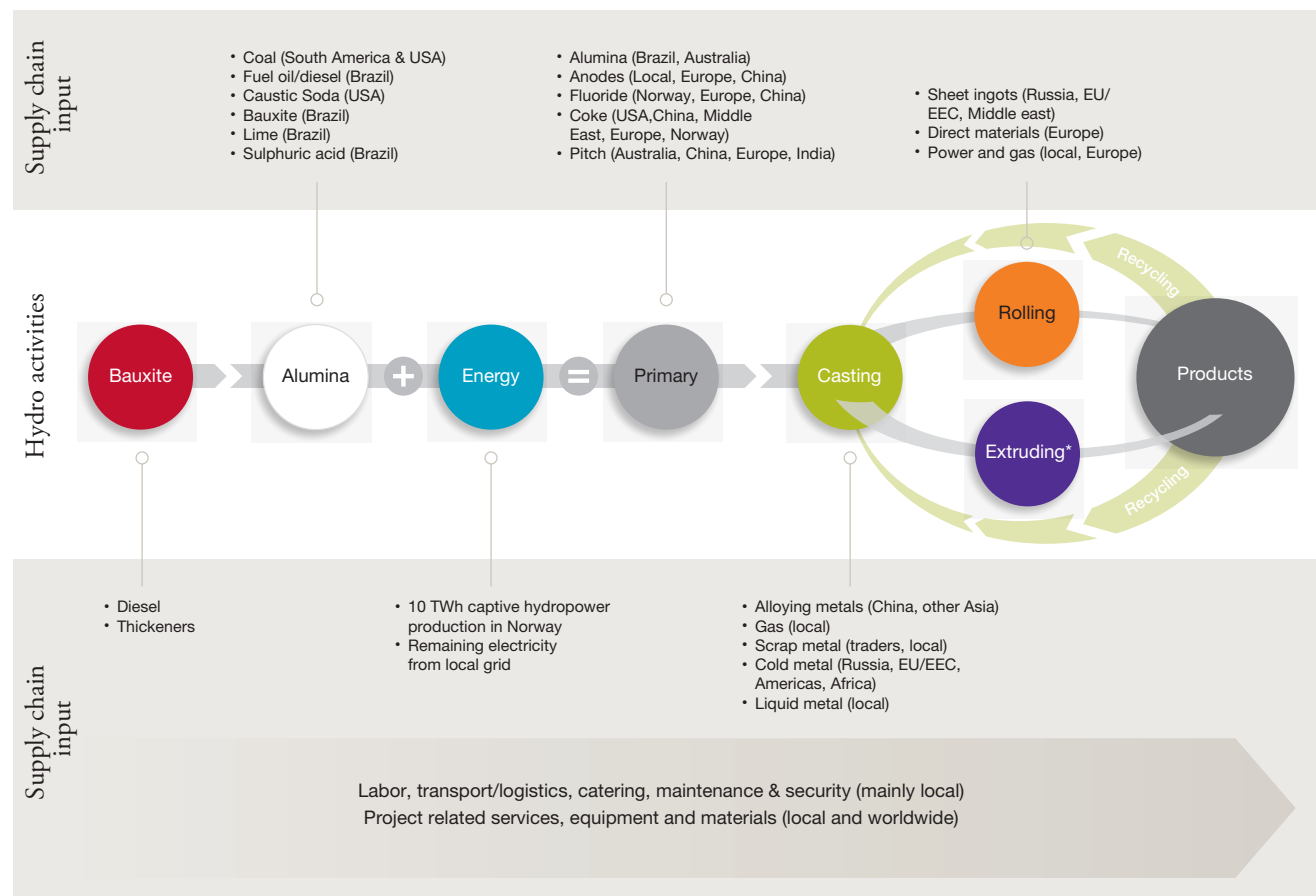 Supply chain
input
• Coal (South America & USA)
• Fuel oil/diesel (Brazil)
• Caustic Soda (USA)
• Bauxite (Brazil)
• Lime (Brazil)
• Sulphuric acid (Brazil)
• Alumina (Brazil, Australia)
• Anodes (Local, Europe, China)
• Fluoride (Norway, Europe, China)
• Coke (USA,China, Middle
East, Europe, Norway)
• Pitch (Australia, China, Europe, India)
• Sheet ingots (Russia, EU/
EEC, Middle east)
• Direct materials (Europe)
• Power and gas (local, Europe)
Hydro activities
Bauxite
Alumina
+
Energy
=
Primary
Casting
Rolling
Extruding*
Products
Recycling
Recycling
Supply chain
input
• Diesel
• Thickeners
• 10 TWh captive hydropower
production in Norway
• Remaining electricity
from local grid
• Alloying metals (China, other Asia)
• Gas (local)
• Scrap metal (traders, local)
• Cold metal (Russia, EU/EEC,
Americas, Africa)
• Liquid metal (local)
Labor, transport/logistics, catering, maintenance & security (mainly local)
Project related services, equipment and materials (local and worldwide)